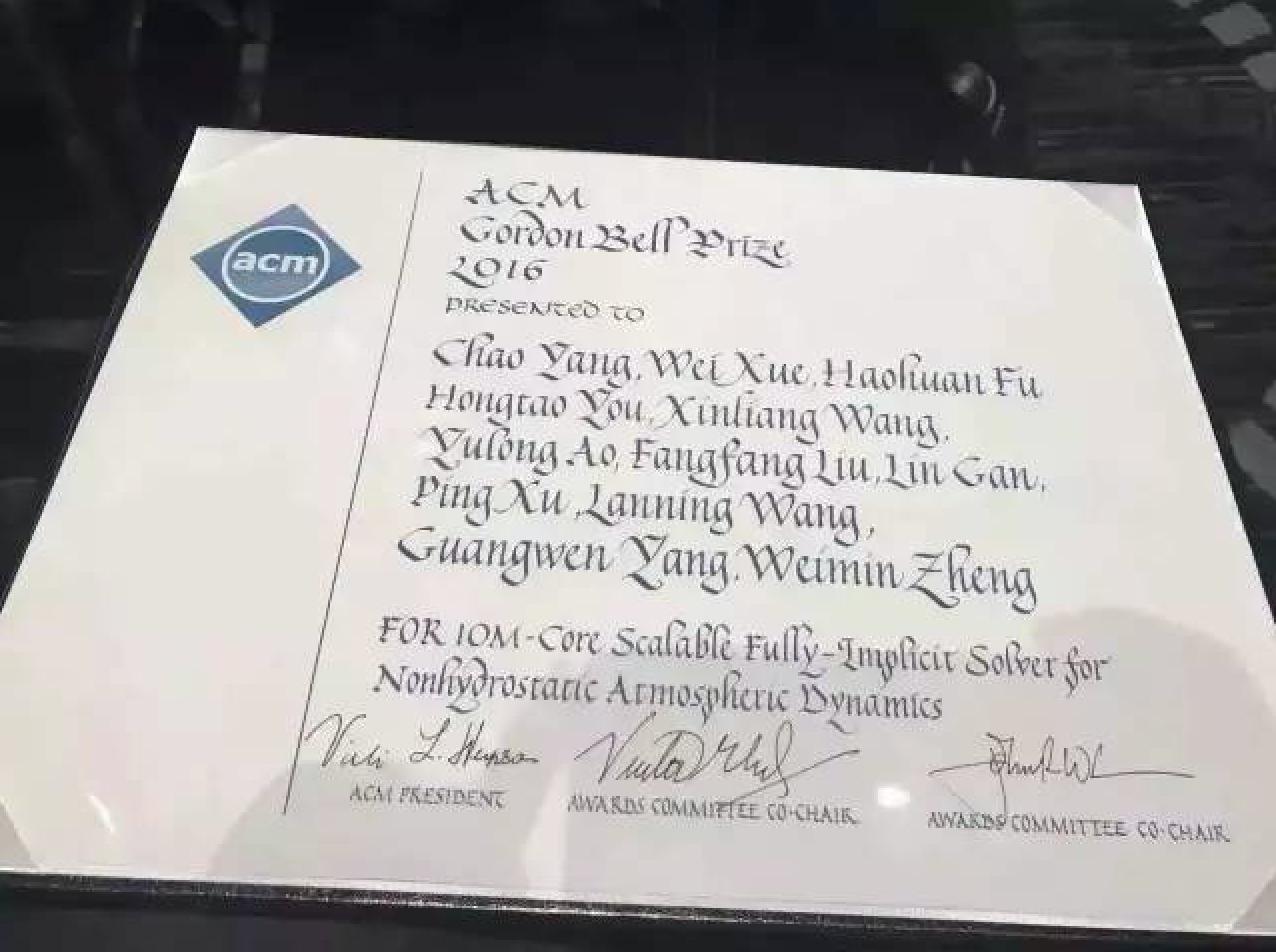 acm
ACM
Gordon Bell Prize
2016
PRESENTED TO
Chao Yang, Wei Xue, Haohuan Fu
Hongtao You, Xinliang Wang,
Yulong Ao, Fangfang Liu, Lin Gan,
Ping Xu, Lanning Wang,
Guangwen Yang, Weimin Zheng
FOR 10M-Core Scalable Fully-Implicit Solver for
Nonhydrostatic Atmospheric Dynamics
ACM PRESIDENT
AWARDS COMMITTEE CO-CHAIR
AWARDS COMMITTEE CO-CHAIR